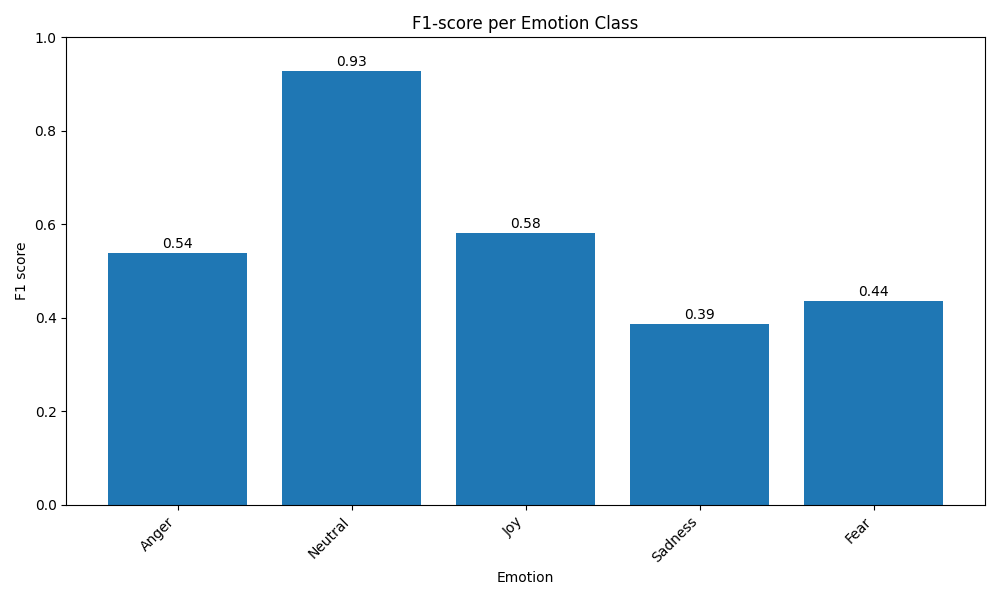 F1-score per Emotion Class
F1 score
1.0
0.8
0.6
0.4
0.2
0.0
0.54
0.93
0.58
0.39
0.44
Anger
Neutral
Joy
Sadness
Fear
Emotion